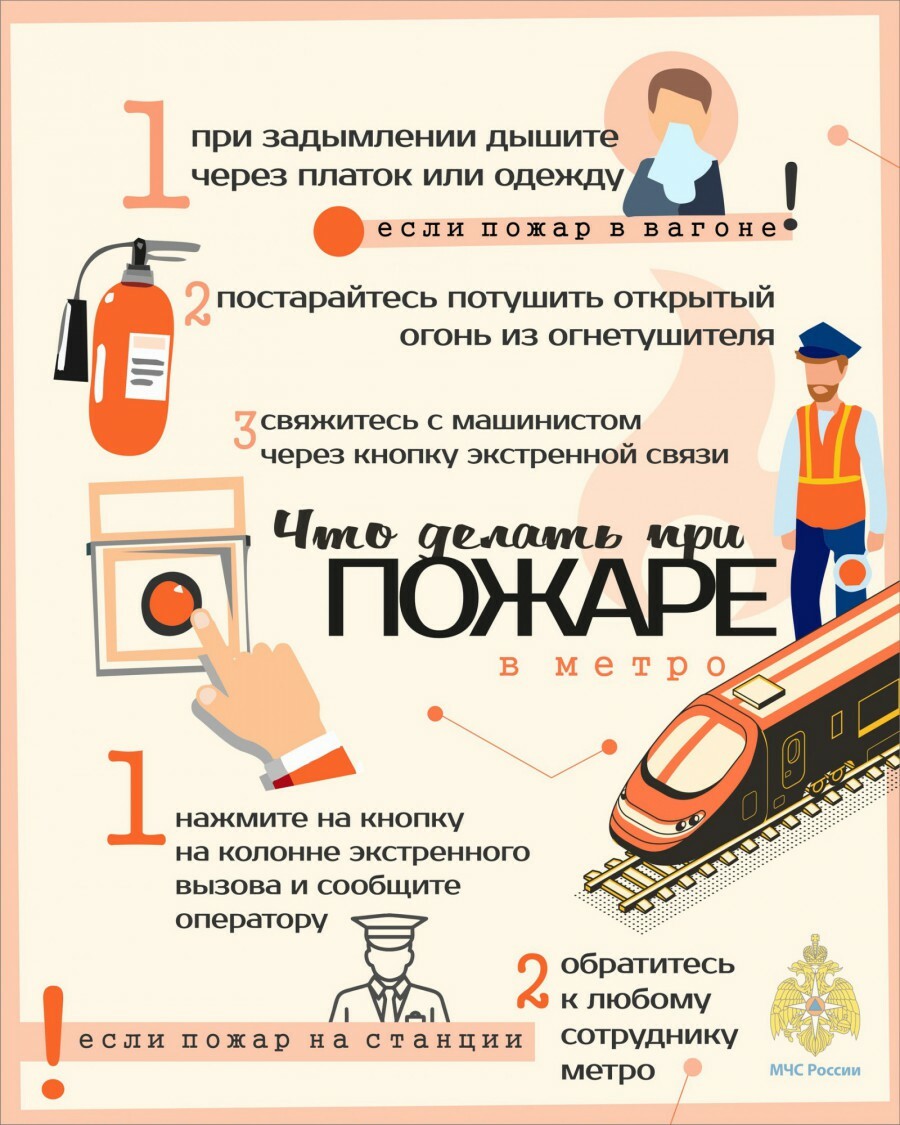 1
при задымлении дышите
через платок или одежду
если пожар в вагоне!
2 постарайтесь потушить открытый
огонь из огнетушителя
3 свяжитесь с машинистом
через кнопку экстренной связи
Что делать при
ПОЖАРЕ
в метро
1
нажмите на кнопку
на колонне экстренного
вызова и сообщите
оператору
2 обратитесь
к любому
сотруднику
метро
! если пожар на станции
МЧС России